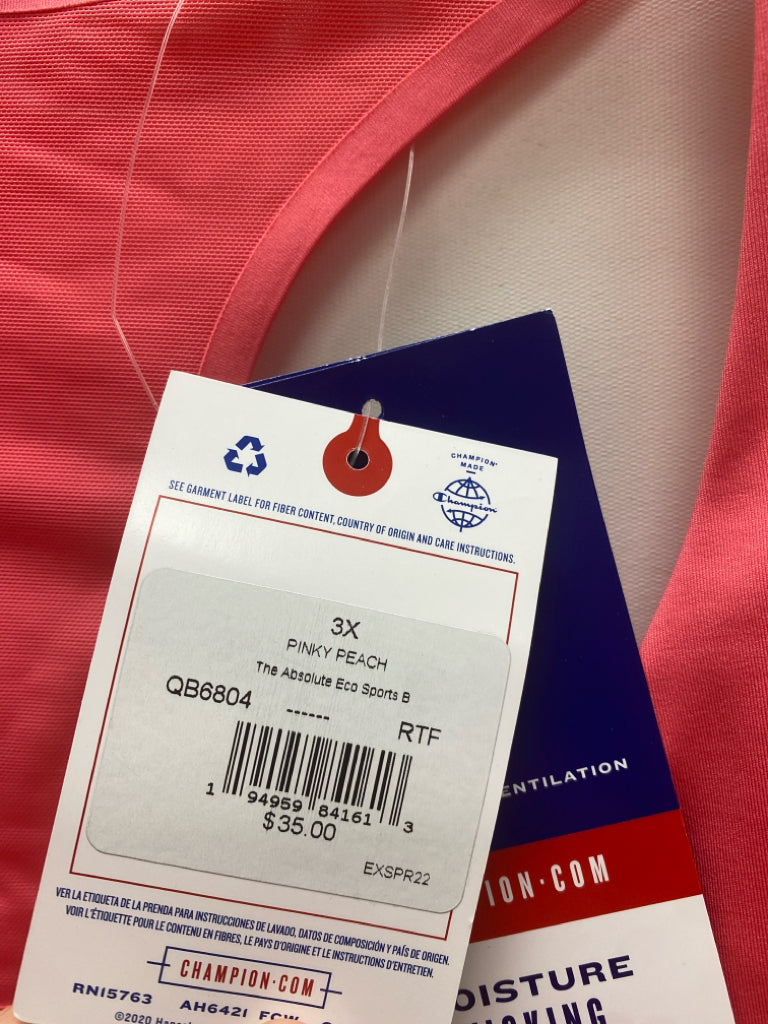 CHAMPION
MADE
Champion
SEE GARMENT LABEL FOR FIBER CONTENT, COUNTRY OF ORIGIN AND CARE INSTRUCTIONS.
3X
PINKY PEACH
The Absolute Eco Sports B
QB6804
------
RTF
1 94959 84161 3
$35.00
EXSPR22
VER LA ETIQUETA DE LA PRENDA PARA INSTRUCCIONES DE LAVADO, DATOS DE COMPOSICIÓN Y PAÍS DE ORIGEN.
VOIR L'ÉTIQUETTE POUR LE CONTENU EN FIBRES, LE PAYS D'ORIGINE ET LE INSTRUCTIONS D'ENTRETIEN.
CHAMPION·COM
RN15763 AH6421
©2020
ENTILATION
ION·COM
OISTURE